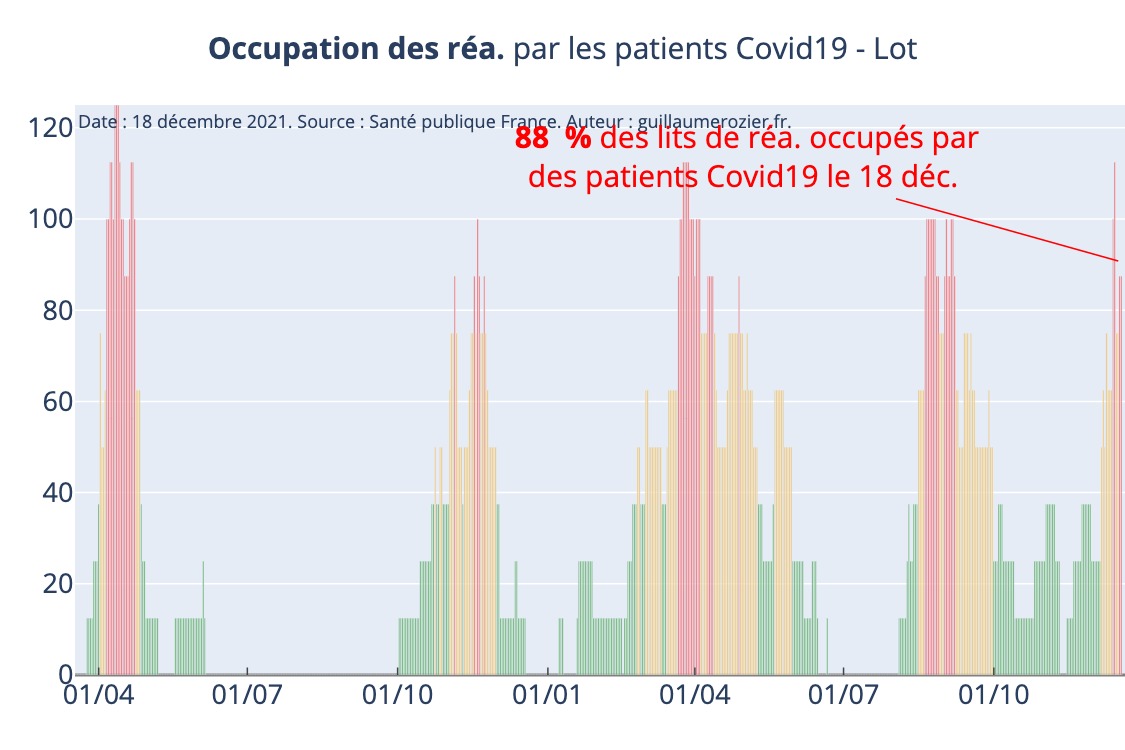 Occupation des réa. par les patients Covid19 - Lot
Date : 18 décembre 2021. Source : Santé publique France. Auteur : guillaumerozier.fr.
88 % des lits de réa. occupés par
des patients Covid19 le 18 déc.
120
100
80
60
40
20
0
01/04 01/07 01/10 01/01 01/04 01/07 01/10